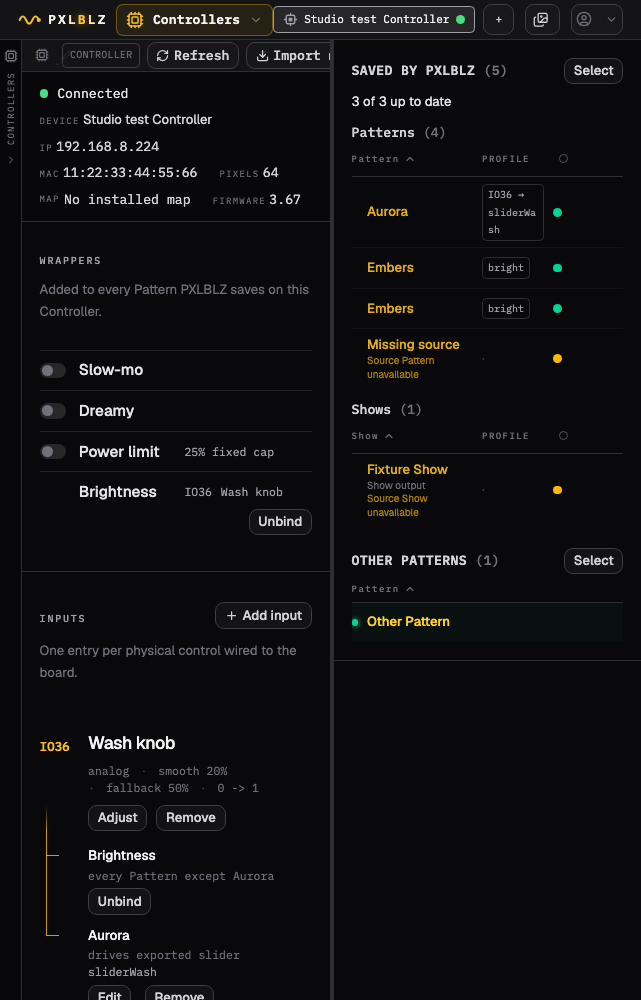 PXLBLZ
Controllers
Studio test Controller
+
CONTROLLERS
CONTROLLER
Refresh
Import
Connected
DEVICE Studio test Controller
IP 192.168.8.224
MAC 11:22:33:44:55:66 PIXELS 64
MAP No installed map FIRMWARE 3.67
WRAPPERS
Added to every Pattern PXLBLZ saves on this
Controller.
Slow-mo
Dreamy
Power limit 25% fixed cap
Brightness IO36 Wash knob
Unbind
INPUTS
+ Add input
One entry per physical control wired to the
board.
IO36 Wash knob
analog · smooth 20%
· fallback 50% · 0 -> 1
Adjust Remove
Brightness
every Pattern except Aurora
Unbind
Aurora
drives exported slider
sliderWash
Edit Remove
SAVED BY PXLBLZ (5)
Select
3 of 3 up to date
Patterns (4)
Pattern PROFILE
Aurora
IO36 →
sliderWa
sh
Embers bright
Embers bright
Missing source
Source Pattern
unavailable
·
Shows (1)
Show PROFILE
Fixture Show
Show output
Source Show
unavailable
·
OTHER PATTERNS (1)
Select
Pattern
Other Pattern